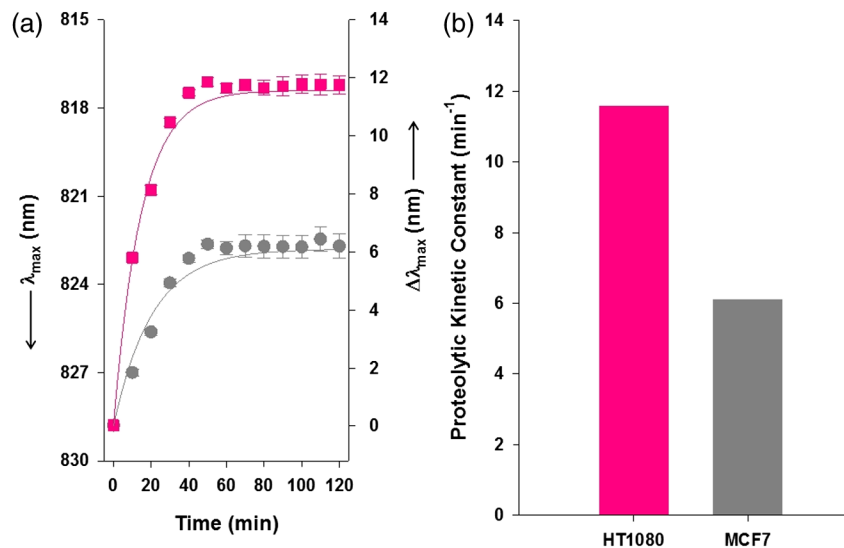 (a)
815
817
821
824
827
830
λmax (nm)
14
12
10
8
6
4
2
0
Δλmax (nm)
0 20 40 60 80 100 120
Time (min)
(b)
14
12
10
8
6
4
2
0
Proteolytic Kinetic Constant (min-1)
HT1080 MCF7